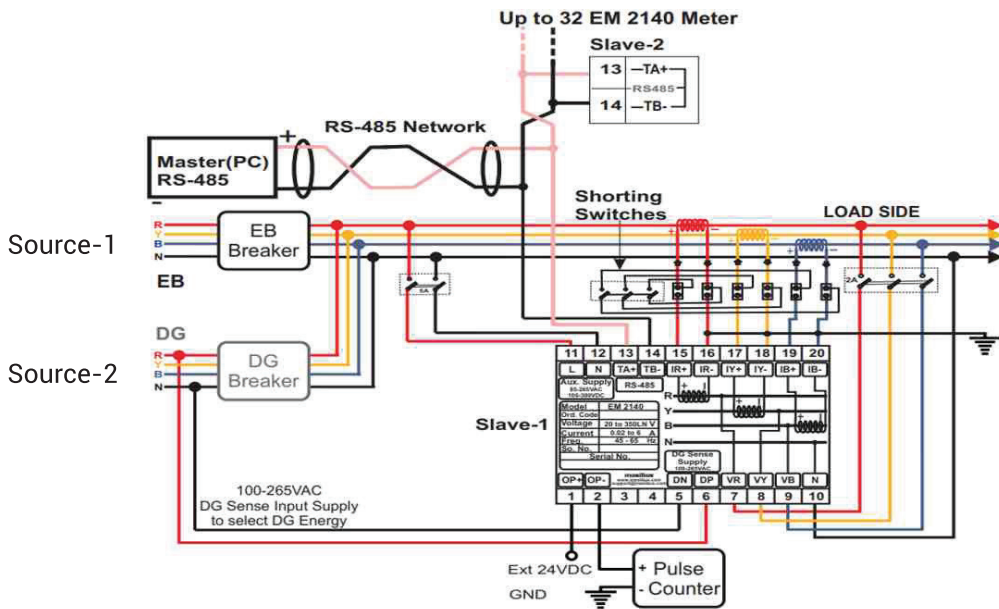 Up to 32 EM 2140 Meter
Slave-2
13 TA+
RS485
14 TB-
RS-485 Network
+
Master(PC)
RS-485
-
Shorting
Switches
LOAD SIDE
+ - + - + -
Source-1
R
Y
B
N
EB
Breaker
EB
5A
2A
DG
Source-2
R
Y
B
N
DG
Breaker
11 12 13 14 15 16 17 18 19 20
L N TA+ TB- IR+ IR- IY+ IY- IB+ IB-
Aux. Supply
RS-485
Slave-1
Model EM 2140
Ord. Code
Voltage 20 to 350LN V
Current 0.02 to 6 A
Freq. 45 - 65 Hz
So. No.
Serial No.
R
Y
B
N
DG Sense
Supply
100-265VAC
OP+ OP- DN DP VR VY VB N
1 2 3 4 5 6 7 8 9 10
100-265VAC
DG Sense Input Supply
to select DG Energy
Ext 24VDC
GND
+ Pulse
- Counter